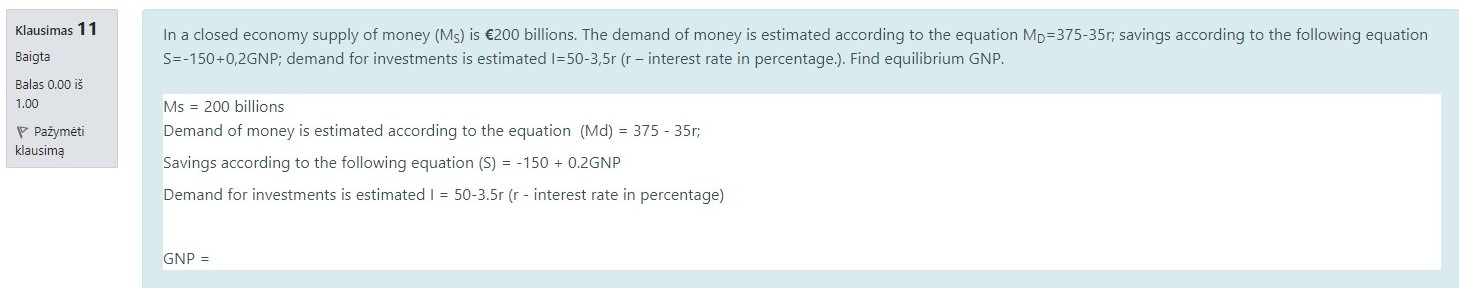 Klausimas 11
Baigta
Balas 0.00 iš
1.00
Pažymėti
klausimą
In a closed economy supply of money (MS) is €200 billions. The demand of money is estimated according to the equation MD=375-35r; savings according to the following equation
S=-150+0,2GNP; demand for investments is estimated I=50-3,5r (r – interest rate in percentage.). Find equilibrium GNP.
Ms = 200 billions
Demand of money is estimated according to the equation  (Md) = 375 - 35r;
Savings according to the following equation (S) = -150 + 0.2GNP
Demand for investments is estimated I = 50-3.5r (r - interest rate in percentage)
GNP =